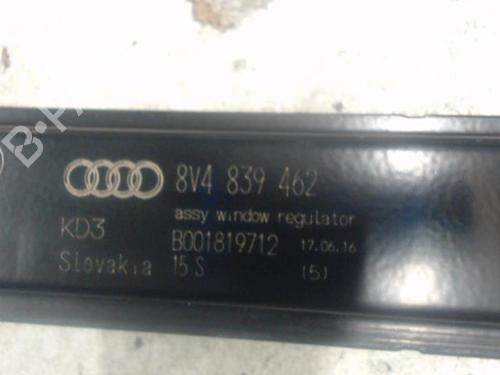 8V4 839 462
assy window regulator
KD3 B001819712 17.06.16
Slovakia 15 S (5)